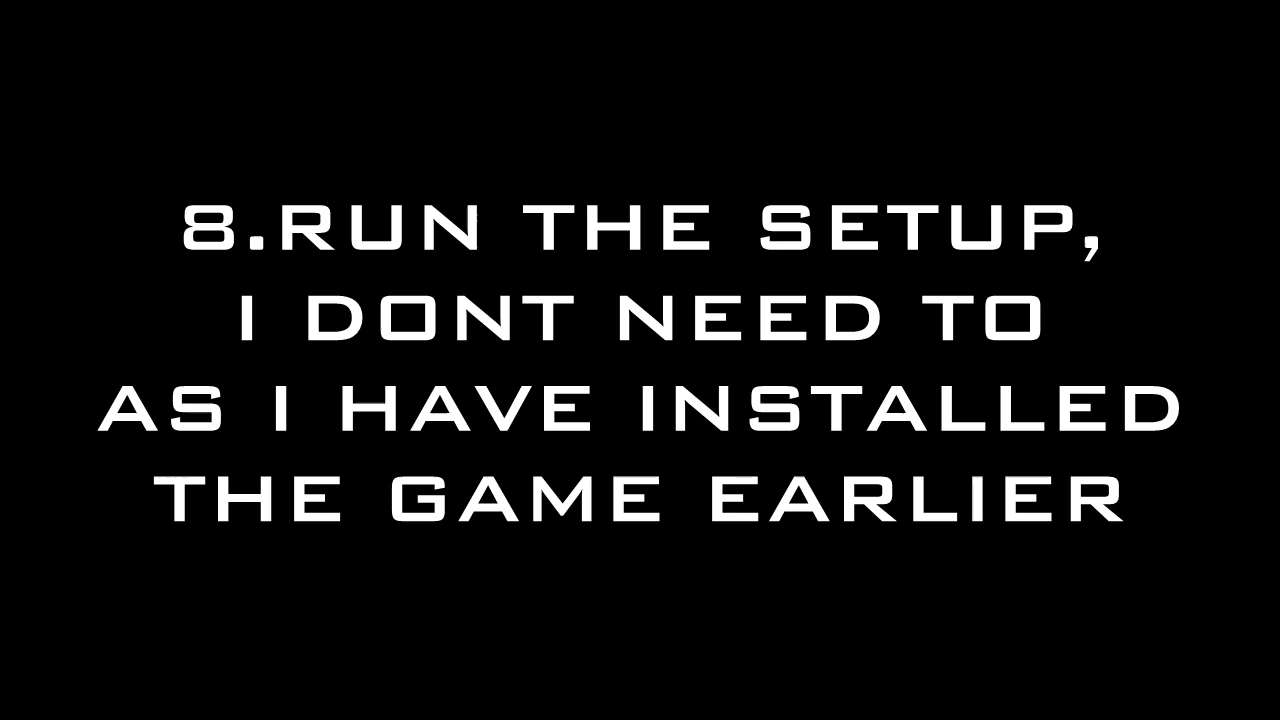 8.RUN THE SETUP,
I DONT NEED TO
AS I HAVE INSTALLED
THE GAME EARLIER